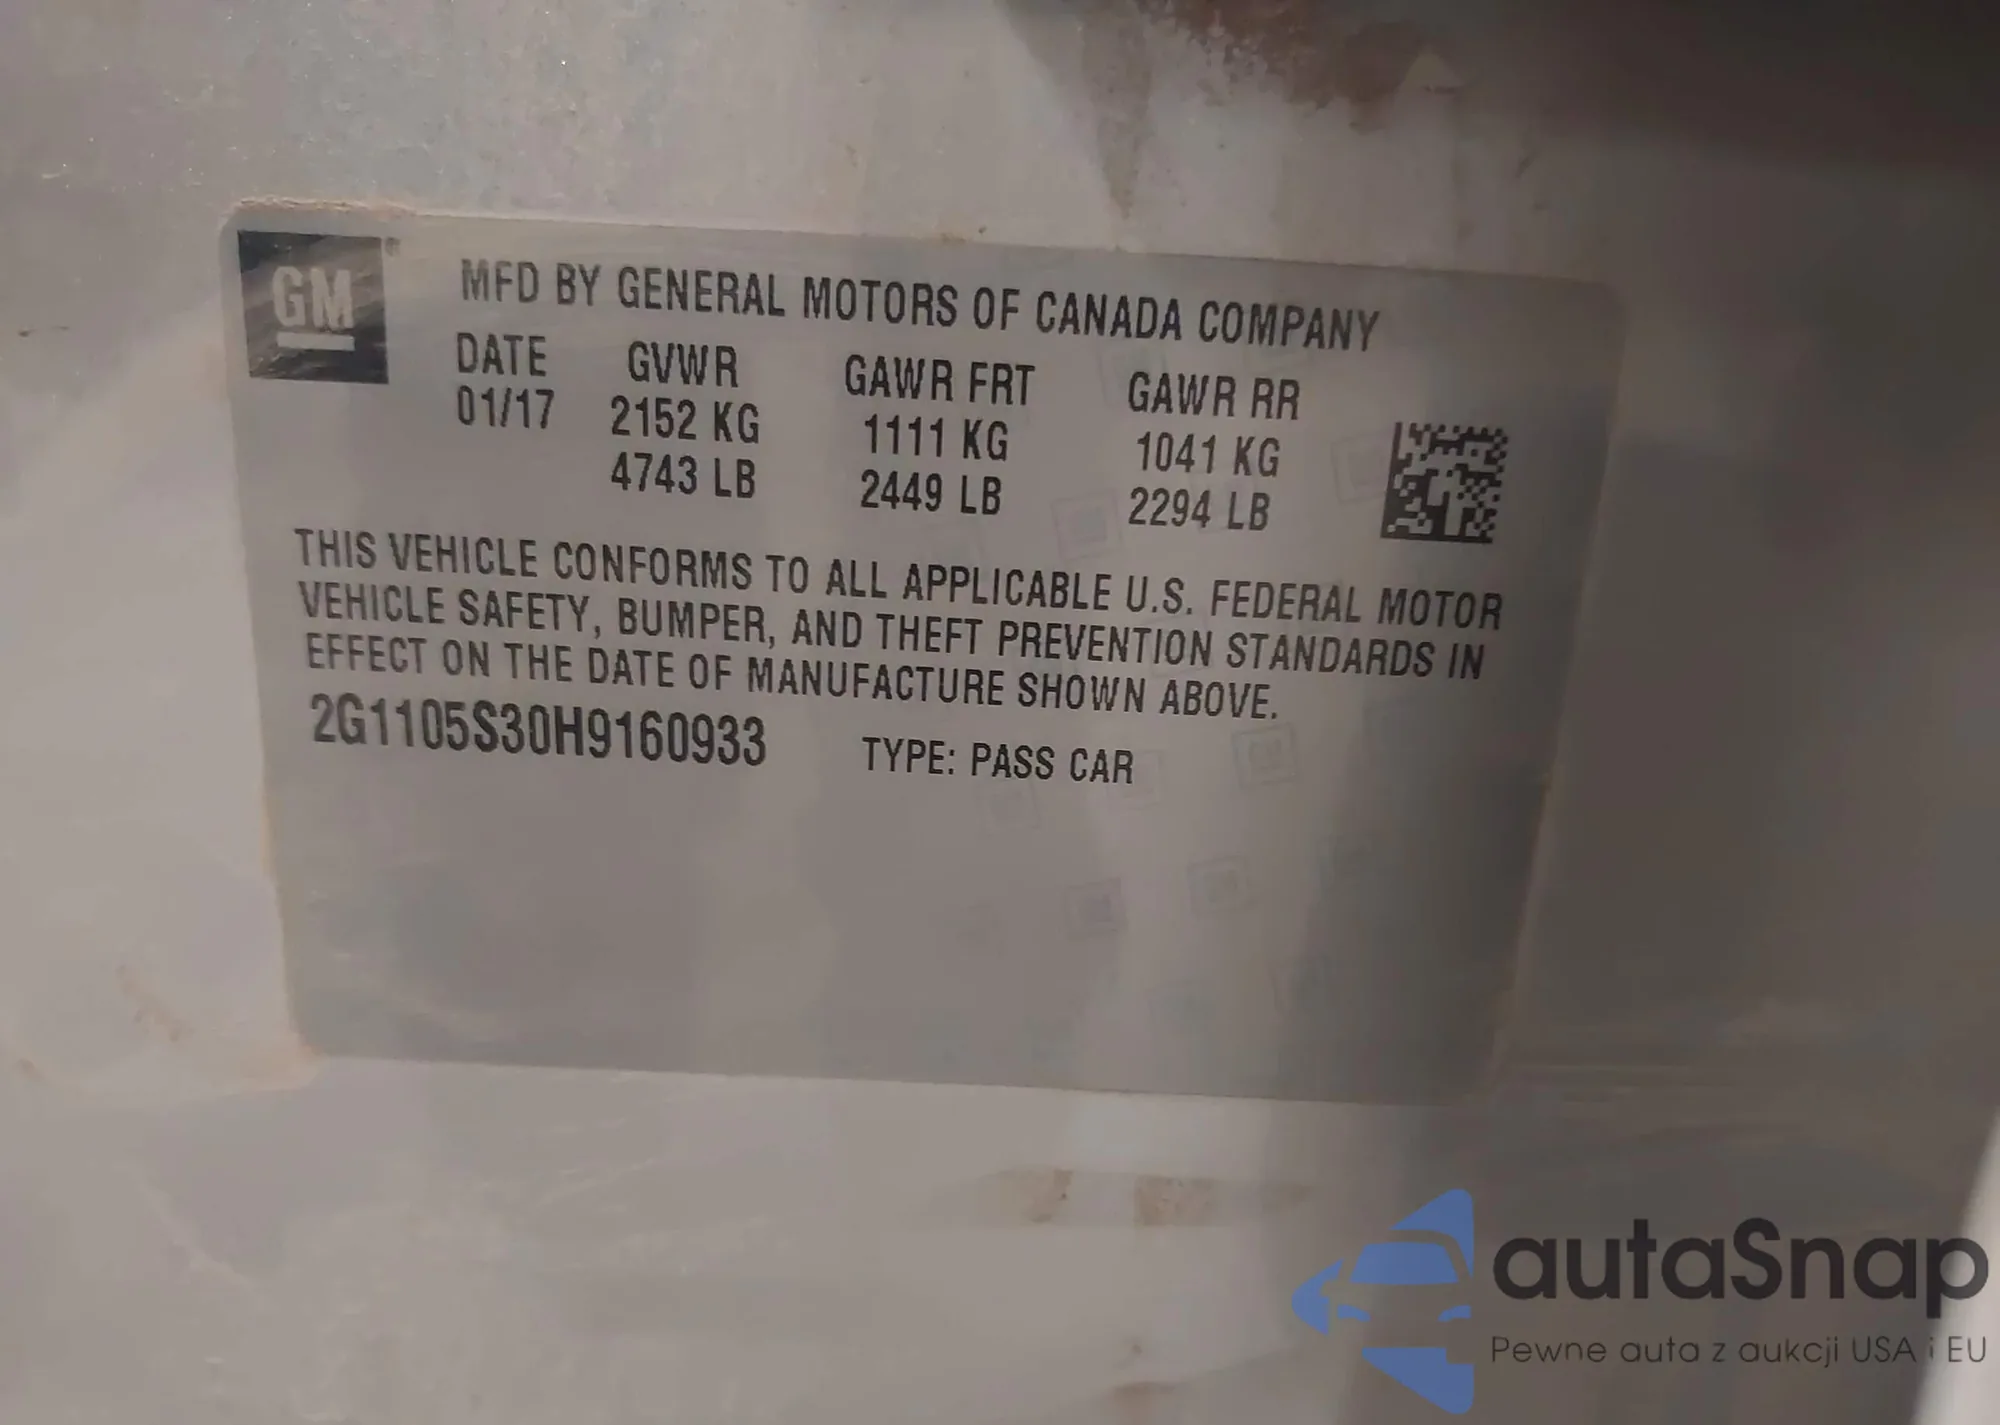 GM ®
MFD BY GENERAL MOTORS OF CANADA COMPANY
DATE GVWR GAWR FRT GAWR RR
01/17 2152 KG 1111 KG 1041 KG
4743 LB 2449 LB 2294 LB
THIS VEHICLE CONFORMS TO ALL APPLICABLE U.S. FEDERAL MOTOR
VEHICLE SAFETY, BUMPER, AND THEFT PREVENTION STANDARDS IN
EFFECT ON THE DATE OF MANUFACTURE SHOWN ABOVE.
2G1105S30H9160933 TYPE: PASS CAR
autaSnap
Pewne auta z aukcji USA i EU